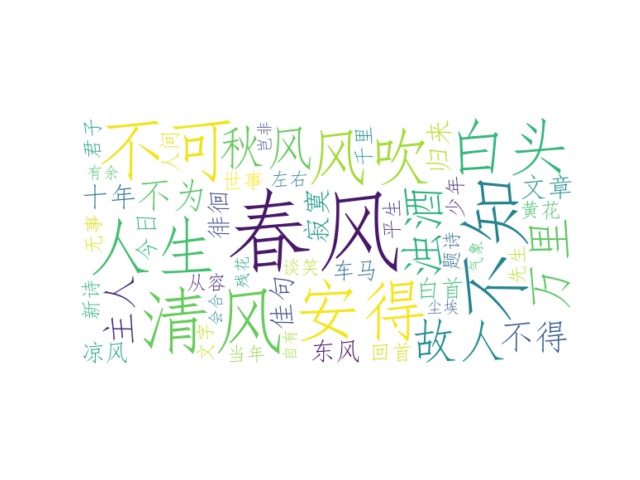 君子
不可
人间
秋风
岂非
风吹
千里
归来
白头
有余
世事
左右
十年
不为
徘徊
春风
寂寞
平生
浊酒
少年
文章
黄花
不知
无事
今日
人生
题诗
气象
先生
万里
新诗
主人
从容
残花
谈笑
车马
白首
会合
清风
佳句
安得
尘埃
凉风
文字
当年
自有
东风
回首
故人
不得